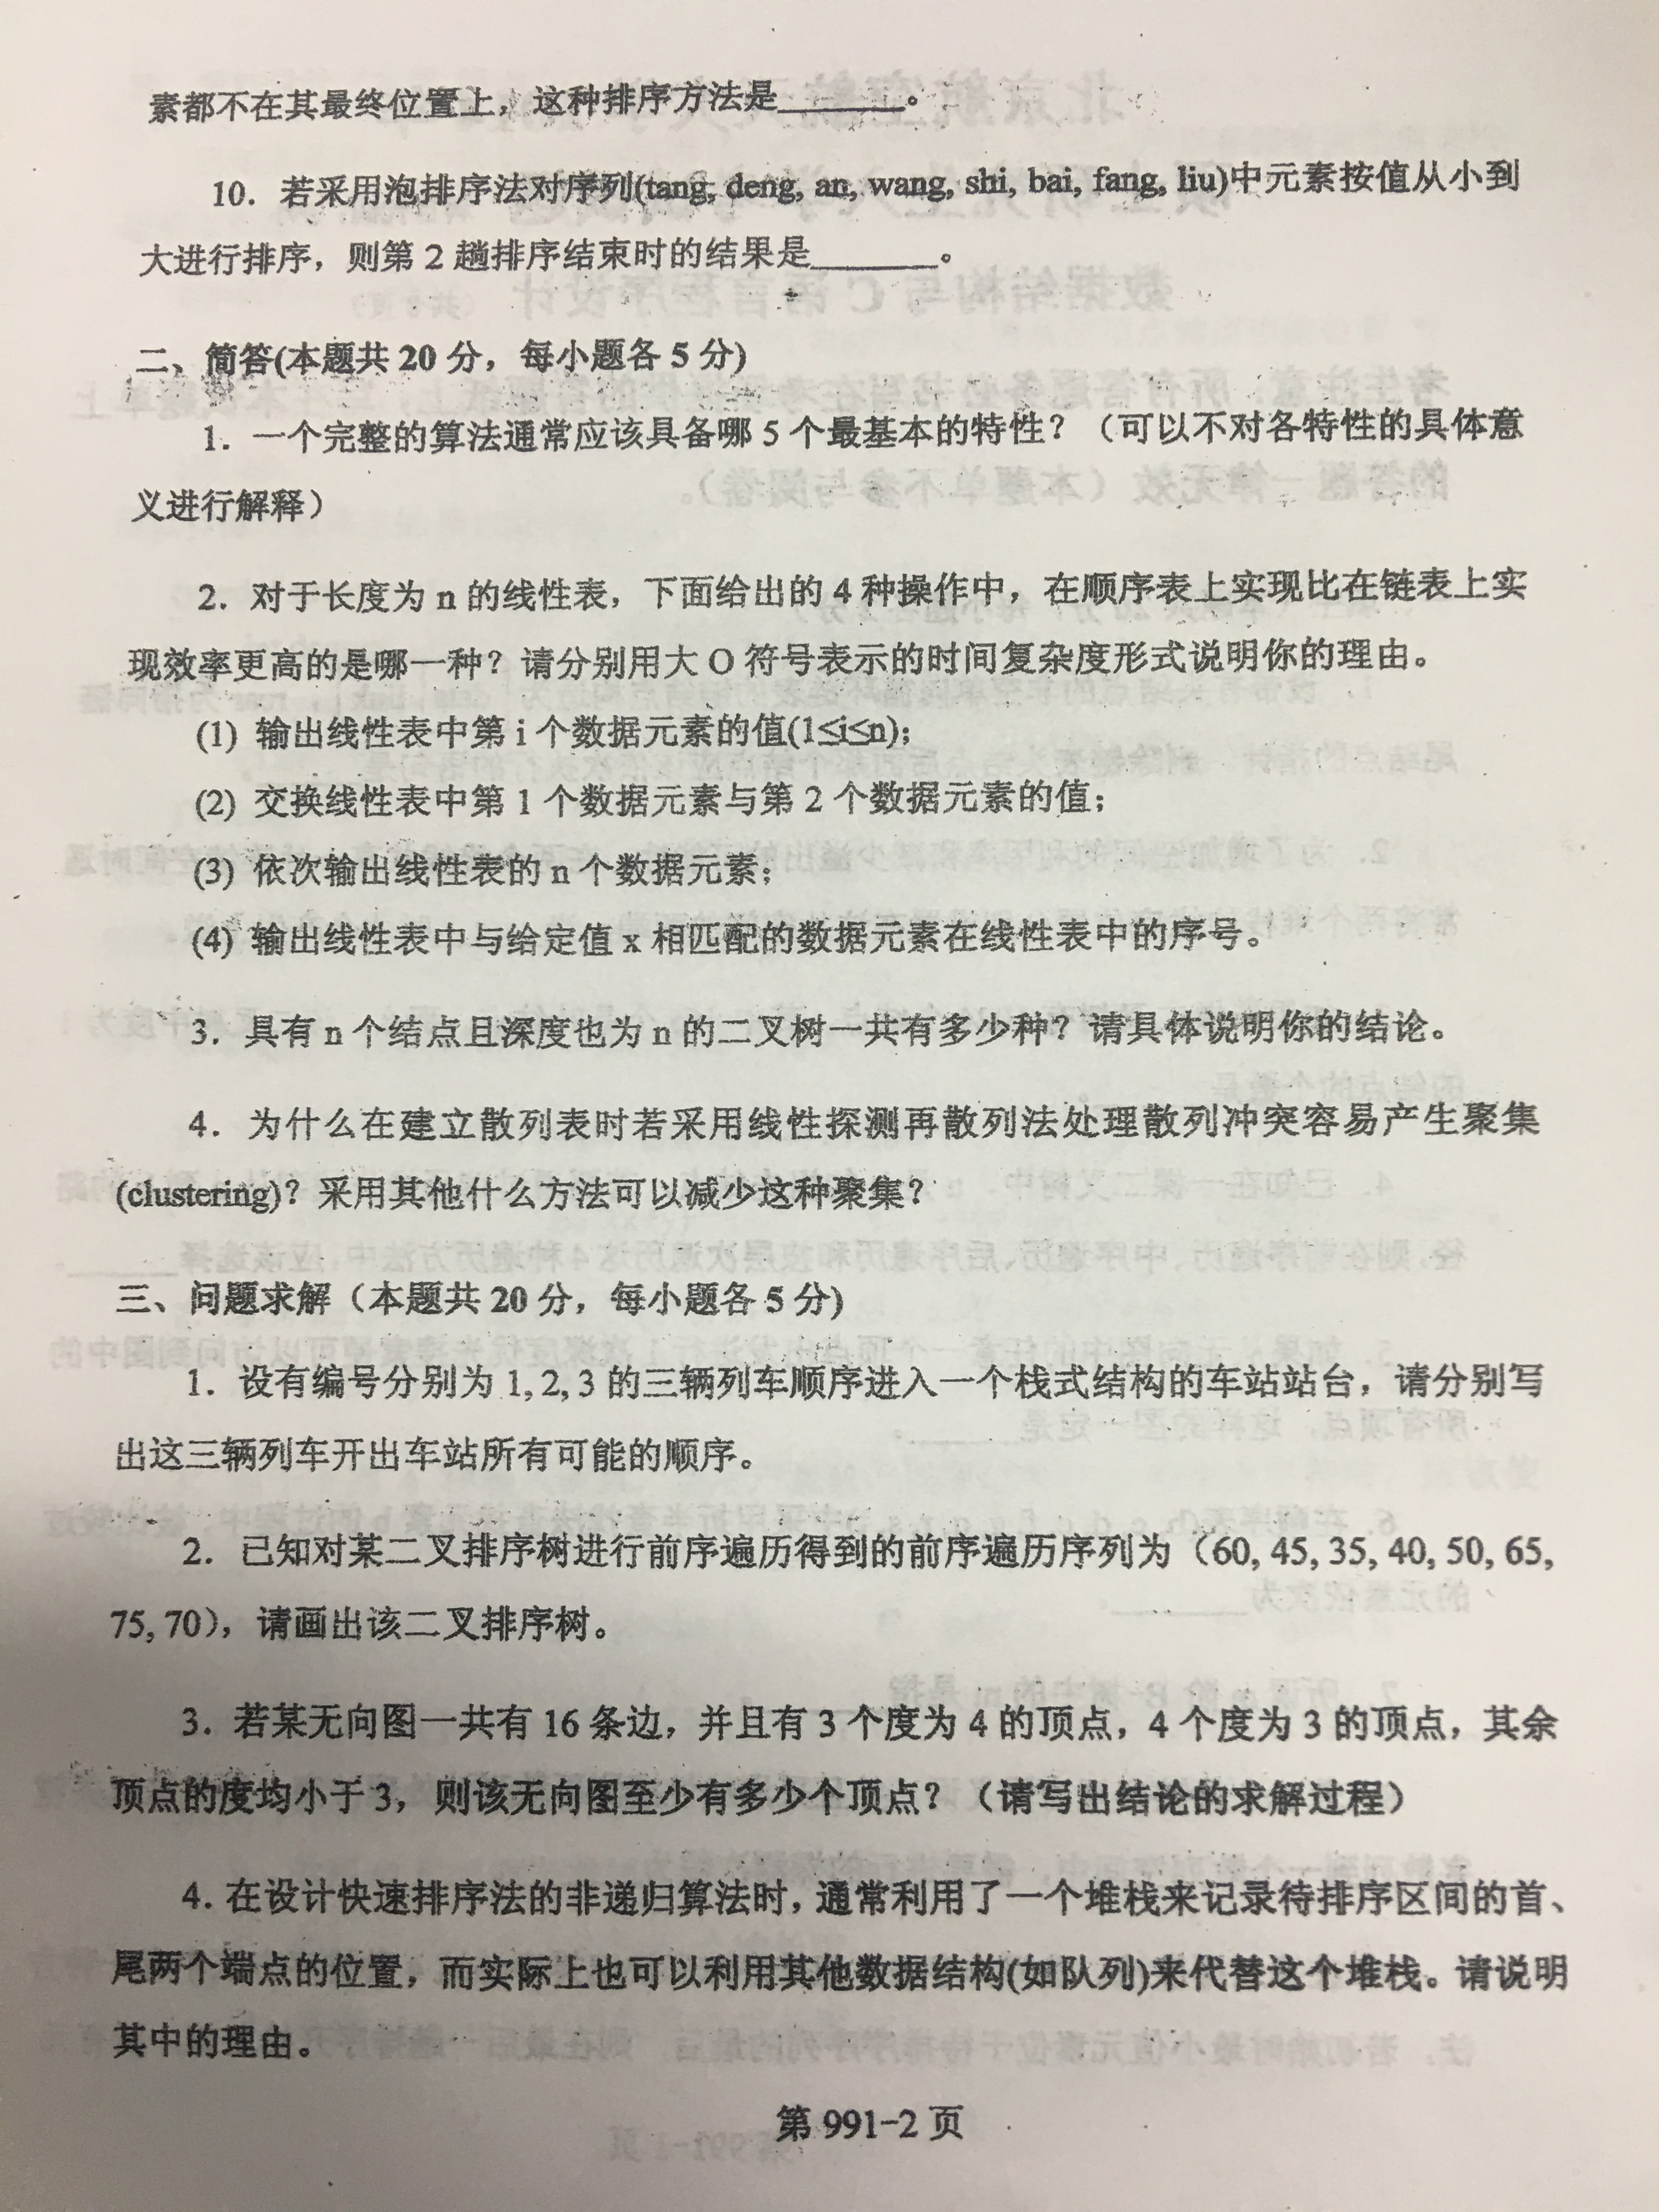 素都不在其最终位置上，这种排序方法是________。
10．若采用泡排序法对序列(tang, deng, an, wang, shi, bai, fang, liu)中元素按值从小到
大进行排序，则第 2 趟排序结束时的结果是________。
二、简答(本题共 20 分，每小题各 5 分)
1．一个完整的算法通常应该具备哪 5 个最基本的特性？（可以不对各特性的具体意
义进行解释）
2．对于长度为 n 的线性表，下面给出的 4 种操作中，在顺序表上实现比在链表上实
现效率更高的是哪一种？请分别用大 O 符号表示的时间复杂度形式说明你的理由。
(1) 输出线性表中第 i 个数据元素的值(1≤i≤n)；
(2) 交换线性表中第 1 个数据元素与第 2 个数据元素的值；
(3) 依次输出线性表的 n 个数据元素；
(4) 输出线性表中与给定值 x 相匹配的数据元素在线性表中的序号。
3．具有 n 个结点且深度也为 n 的二叉树一共有多少种？请具体说明你的结论。
4．为什么在建立散列表时若采用线性探测再散列法处理散列冲突容易产生聚集
(clustering)？采用其他什么方法可以减少这种聚集？
三、问题求解（本题共 20 分，每小题各 5 分)
1．设有编号分别为 1, 2, 3 的三辆列车顺序进入一个栈式结构的车站站台，请分别写
出这三辆列车开出车站所有可能的顺序。
2．已知对某二叉排序树进行前序遍历得到的前序遍历序列为（60, 45, 35, 40, 50, 65,
75, 70），请画出该二叉排序树。
3．若某无向图一共有 16 条边，并且有 3 个度为 4 的顶点，4 个度为 3 的顶点，其余
顶点的度均小于 3，则该无向图至少有多少个顶点？（请写出结论的求解过程）
4. 在设计快速排序法的非递归算法时，通常利用了一个堆栈来记录待排序区间的首、
尾两个端点的位置，而实际上也可以利用其他数据结构(如队列)来代替这个堆栈。请说明
其中的理由。
第 991-2 页